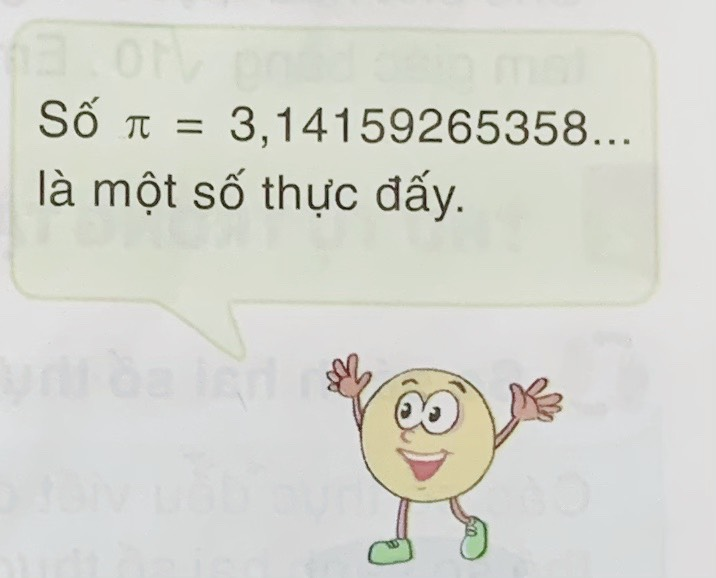 Số π = 3,14159265358...
là một số thực đấy.